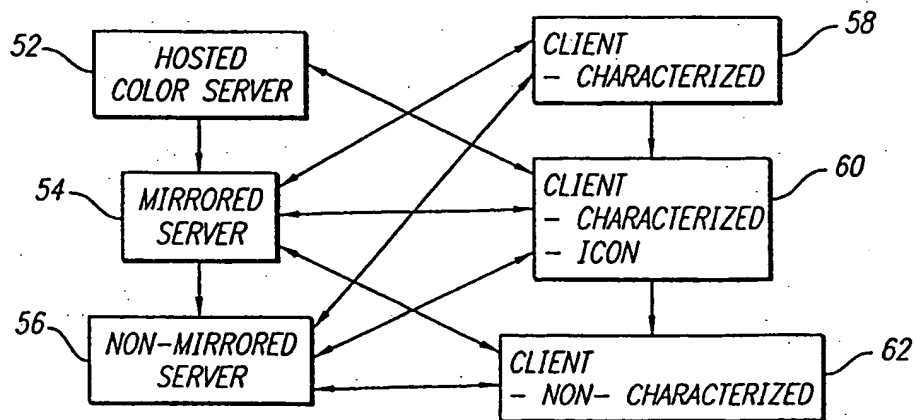 52
HOSTED
COLOR SERVER
54
MIRRORED
SERVER
56
NON-MIRRORED
SERVER
58
CLIENT
- CHARACTERIZED
60
CLIENT
- CHARACTERIZED
- ICON
62
CLIENT
- NON- CHARACTERIZED